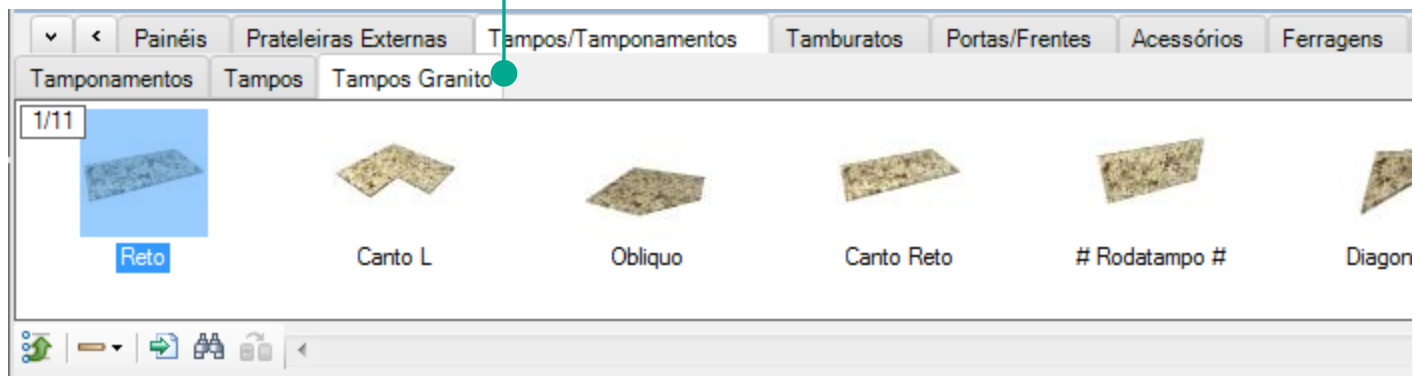 Painéis Prateleiras Externas Tampos/Tamponamentos Tamburatos Portas/Frentes Acessórios Ferragens
Tamponamentos Tampos Tampos Granito
1/11
Reto Canto L Obliquo Canto Reto # Rodatampo # Diagon